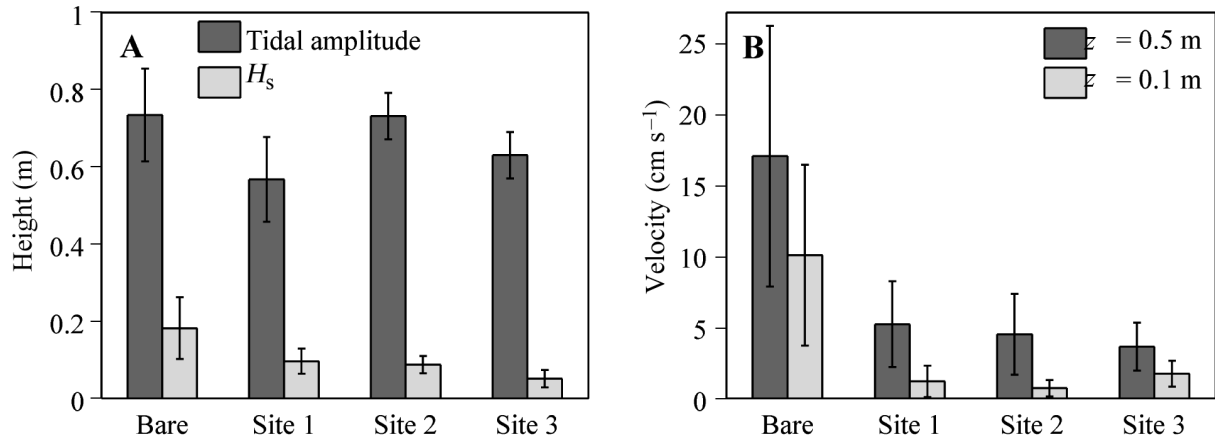 A
Tidal amplitude
Hs
Height (m)
1
0.8
0.6
0.4
0.2
0
Bare Site 1 Site 2 Site 3
B
z = 0.5 m
z = 0.1 m
Velocity (cm s⁻¹)
25
20
15
10
5
0
Bare Site 1 Site 2 Site 3